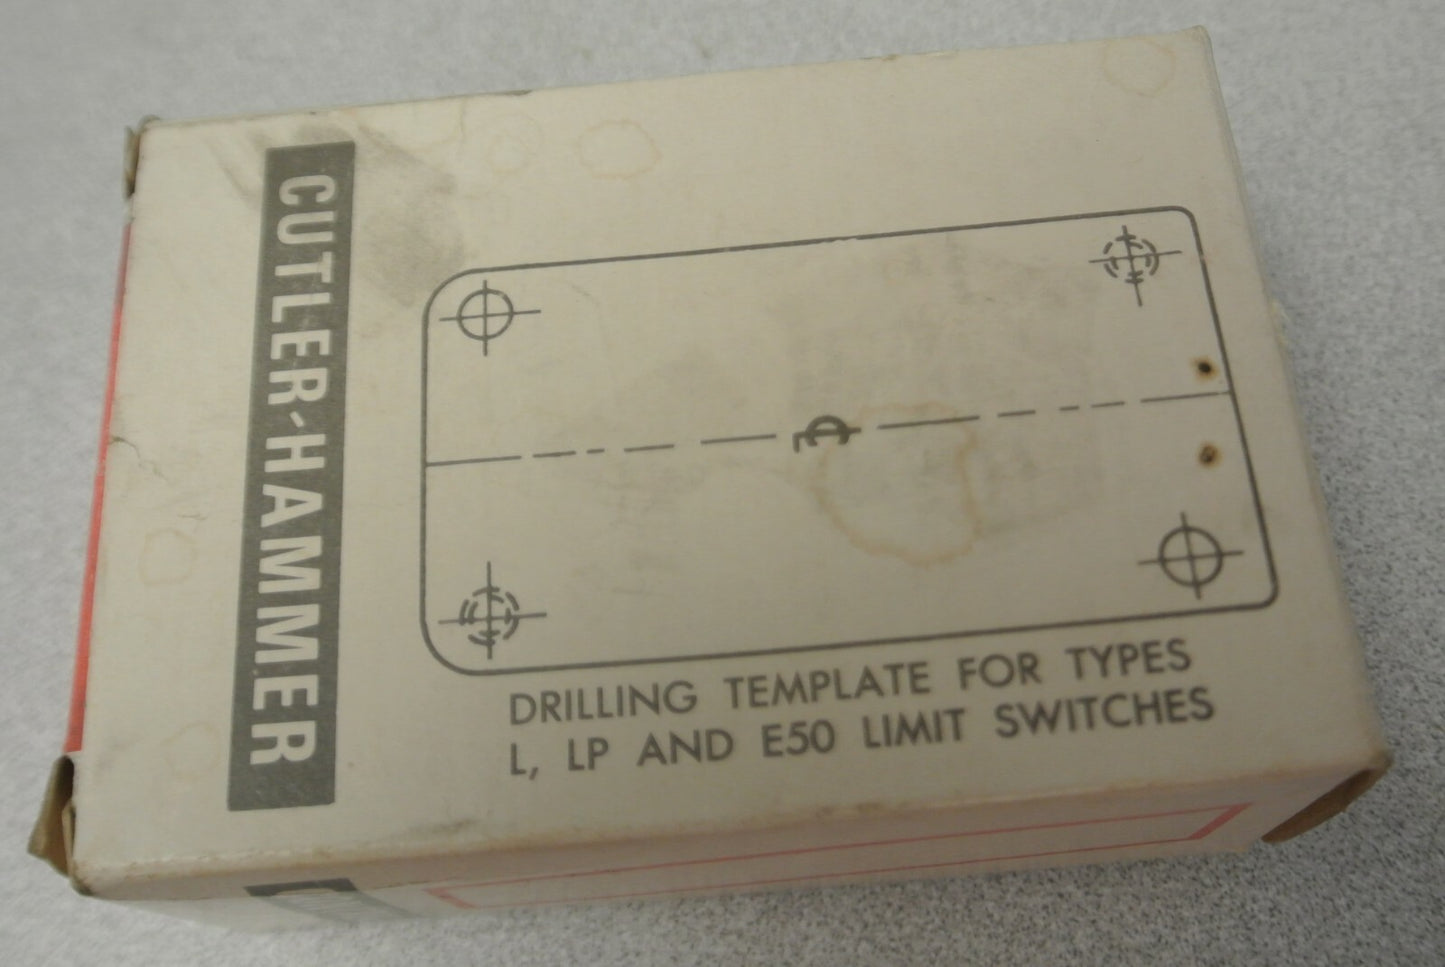 CUTLER-HAMMER
DRILLING TEMPLATE FOR TYPES
L, LP AND E50 LIMIT SWITCHES